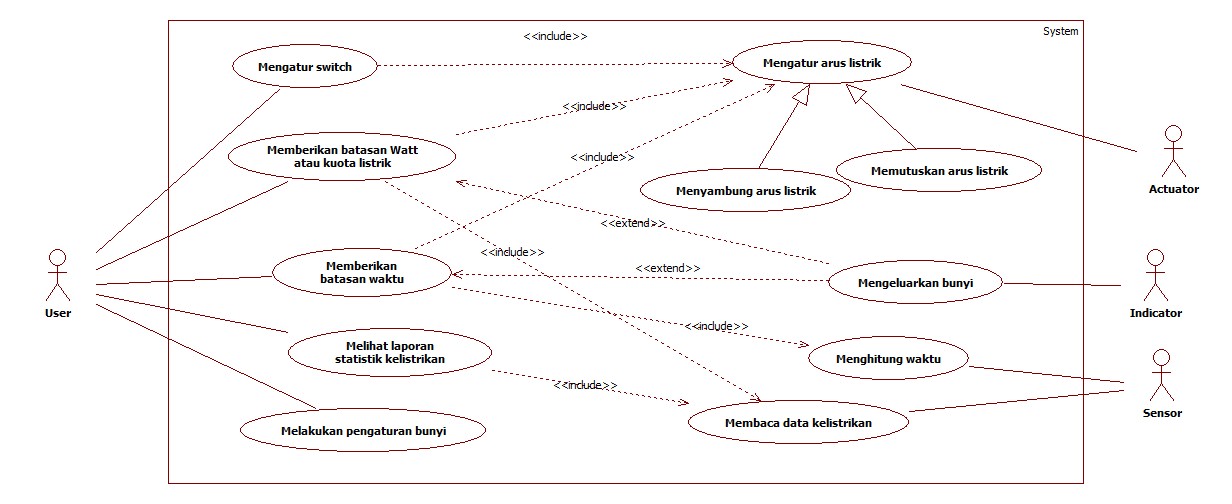 System
<<include>>
Mengatur switch
Mengatur arus listrik
<<include>>
Memberikan batasan Watt
atau kuota listrik
<<include>>
Menyambung arus listrik
Memutuskan arus listrik
Actuator
<<extend>>
<<include>>
Memberikan
batasan waktu
<<extend>>
Mengeluarkan bunyi
User
Indicator
<<include>>
Melihat laporan
statistik kelistrikan
Menghitung waktu
<<include>>
Sensor
Melakukan pengaturan bunyi
Membaca data kelistrikan